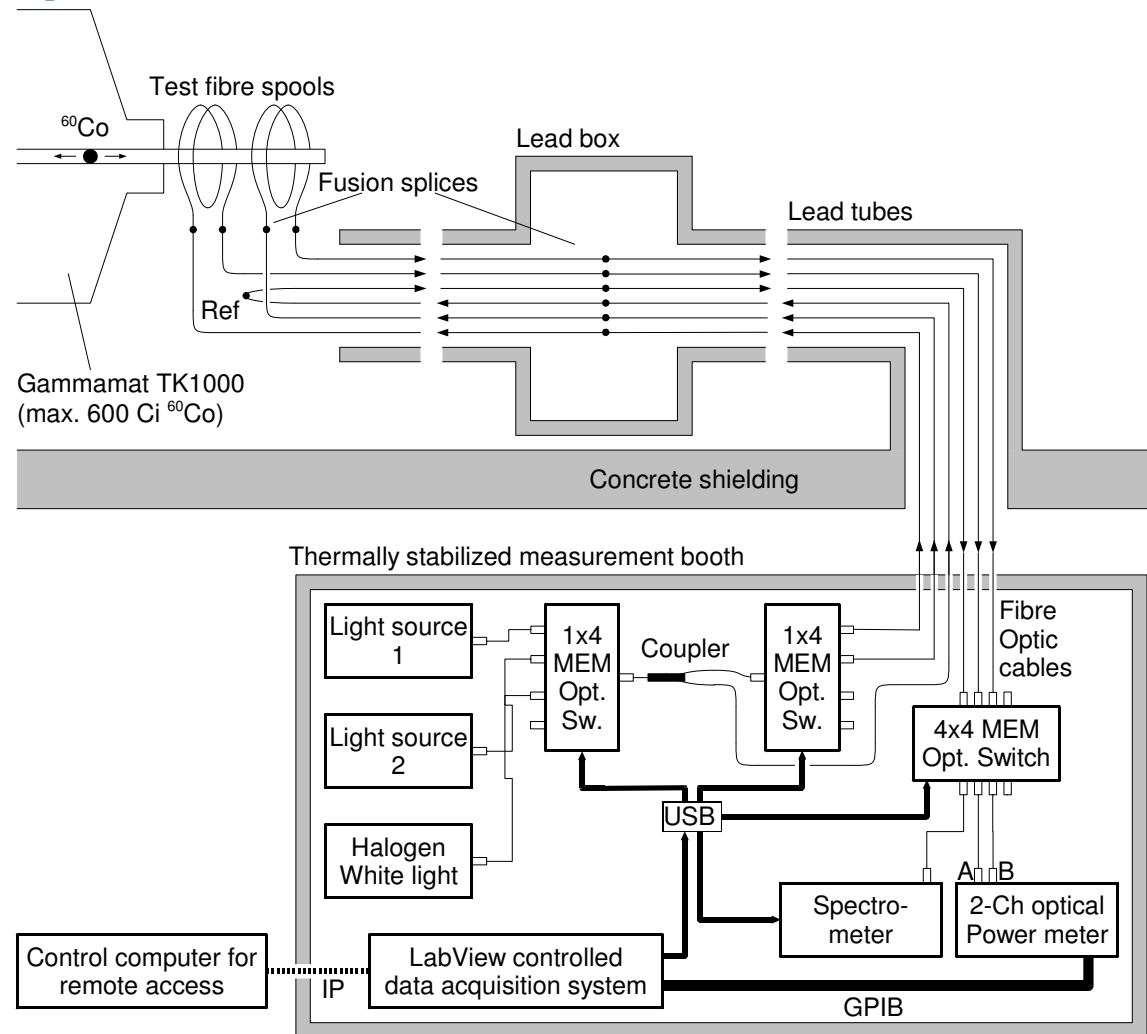 Test fibre spools
⁶⁰Co
Lead box
Fusion splices
Lead tubes
Ref
Gammamat TK1000
(max. 600 Ci ⁶⁰Co)
Concrete shielding
Thermally stabilized measurement booth
Light source
1
1x4
MEM
Opt.
Sw.
Coupler
1x4
MEM
Opt.
Sw.
Fibre
Optic
cables
Light source
2
4x4 MEM
Opt. Switch
USB
Halogen
White light
A
B
Spectro-
meter
2-Ch optical
Power meter
Control computer for
remote access
IP
LabView controlled
data acquisition system
GPIB